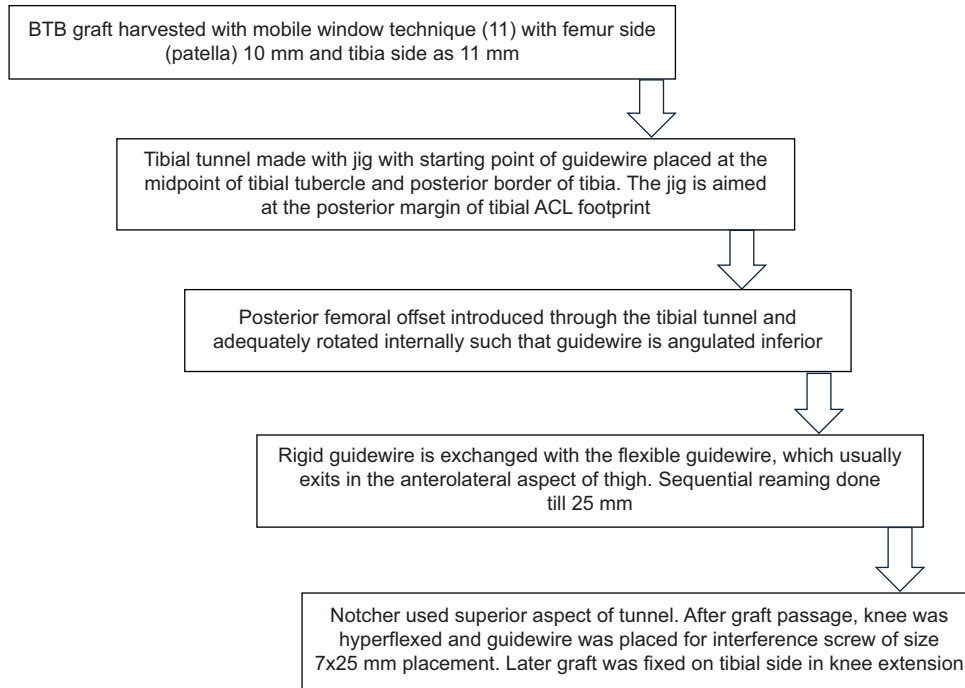 BTB graft harvested with mobile window technique (11) with femur side
(patella) 10 mm and tibia side as 11 mm
Tibial tunnel made with jig with starting point of guidewire placed at the
midpoint of tibial tubercle and posterior border of tibia. The jig is aimed
at the posterior margin of tibial ACL footprint
Posterior femoral offset introduced through the tibial tunnel and
adequately rotated internally such that guidewire is angulated inferior
Rigid guidewire is exchanged with the flexible guidewire, which usually
exits in the anterolateral aspect of thigh. Sequential reaming done
till 25 mm
Notcher used superior aspect of tunnel. After graft passage, knee was
hyperflexed and guidewire was placed for interference screw of size
7x25 mm placement. Later graft was fixed on tibial side in knee extension